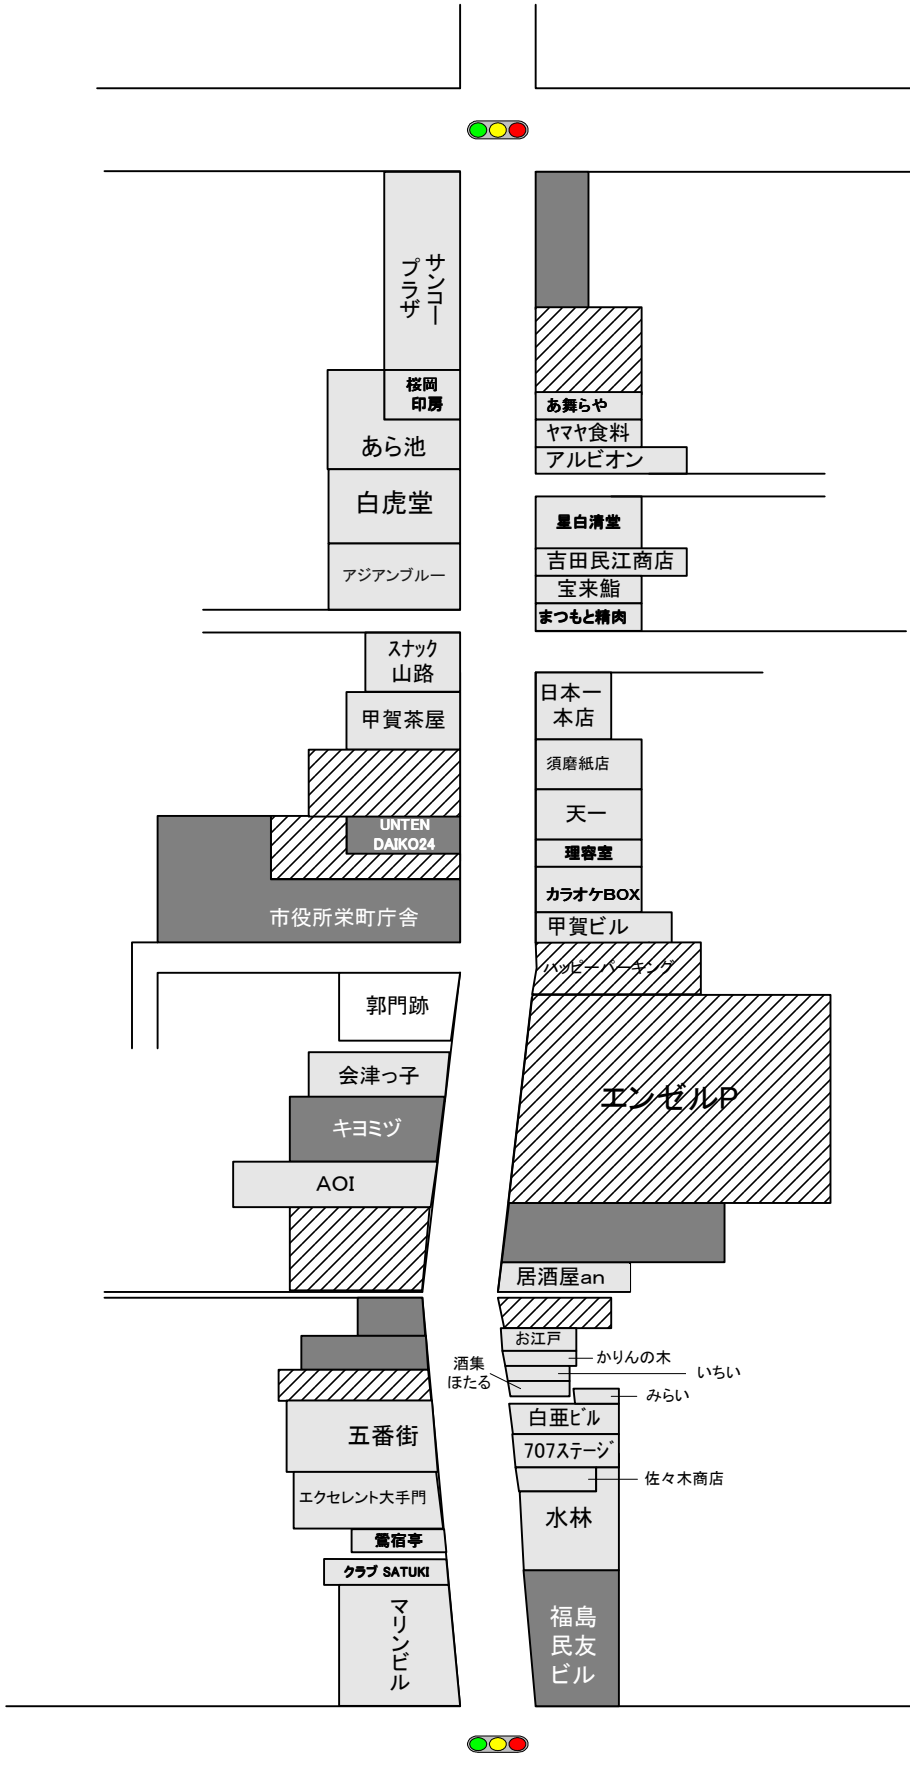 サンコー
プラザ
桜岡
印房
あら池
白虎堂
アジアンブルー
スナック
山路
甲賀茶屋
UNTEN
DAIKO24
市役所栄町庁舎
郭門跡
会津っ子
キヨミヅ
AOI
五番街
エクセレント大手門
鶯宿亭
クラブ SATUKI
マリンビル
あ舞らや
ヤマヤ食料
アルビオン
星白清堂
吉田民江商店
宝来鮨
まつもと精肉
日本一
本店
須磨紙店
天一
理容室
カラオケBOX
甲賀ビル
ハッピーパーキング
エンゼルP
居酒屋an
お江戸
かりんの木
酒集
ほたる
いちい
みらい
白亜ビル
707ステージ
佐々木商店
水林
福島
民友
ビル